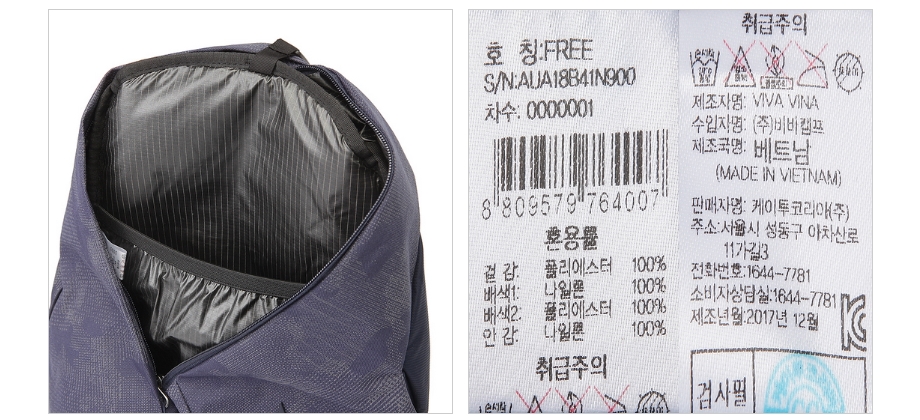 호 칭:FREE
S/N:AUA18B41N900
차수: 0000001
8 809579 764007
혼용률
겉 감: 폴리에스터 100%
배색1: 나일론 100%
배색2: 폴리에스터 100%
안 감: 나일론 100%
취급주의
취급주의
제조자명: VIVA VINA
수입자명: (주)비바캠프
제조국명: 베트남
(MADE IN VIETNAM)
판매자명: 케이투코리아(주)
주소:서울시 성동구 아차산로
11가길3
전화번호:1644-7781
소비자상담실:1644-7781
제조년월:2017년 12월
검사필